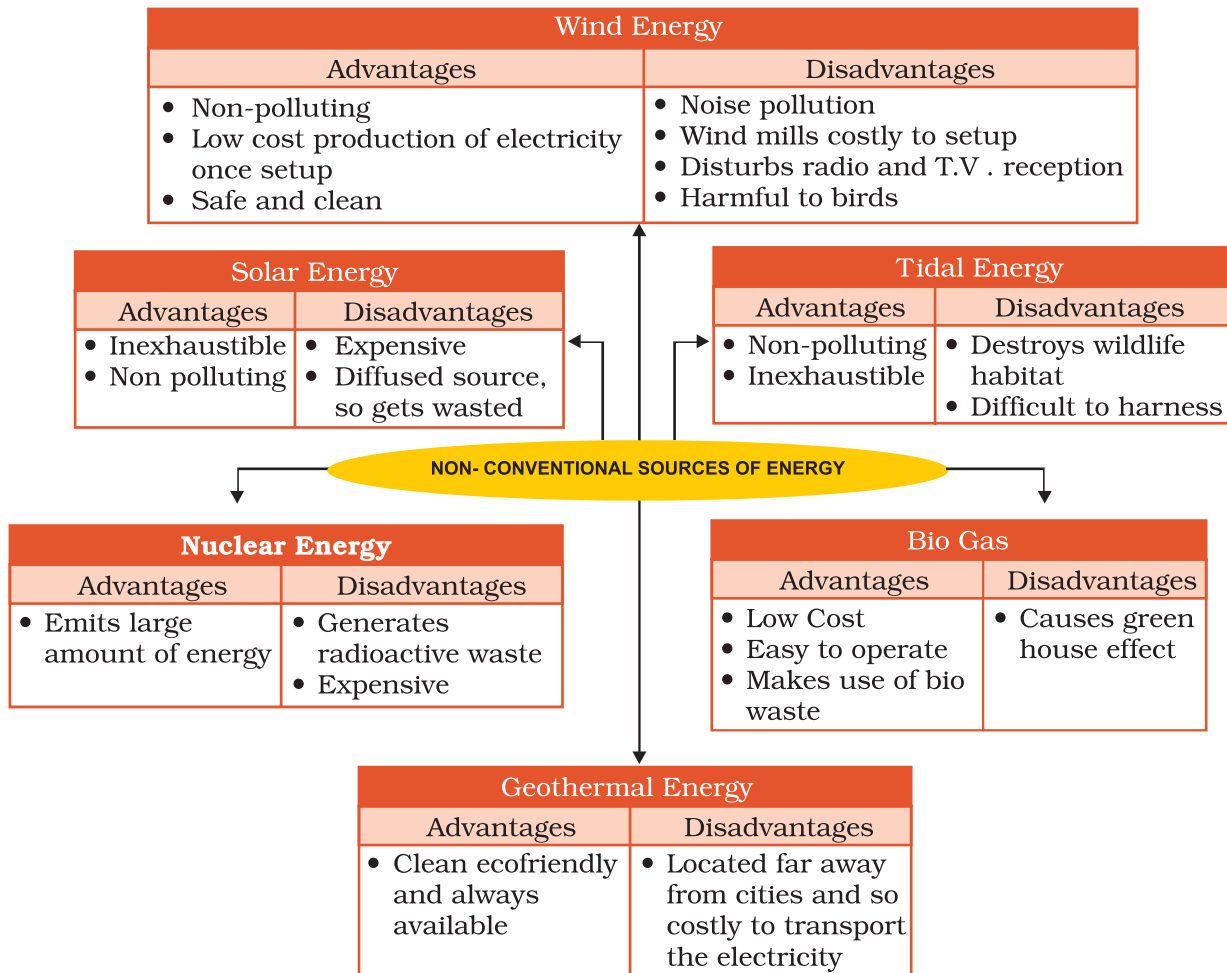 Wind Energy
Advantages
Disadvantages
• Non-polluting
• Low cost production of electricity
once setup
• Safe and clean
• Noise pollution
• Wind mills costly to setup
• Disturbs radio and T.V . reception
• Harmful to birds
Solar Energy
Advantages
Disadvantages
• Inexhaustible
• Non polluting
• Expensive
• Diffused source,
so gets wasted
Tidal Energy
Advantages
Disadvantages
• Non-polluting
• Inexhaustible
• Destroys wildlife
habitat
• Difficult to harness
NON- CONVENTIONAL SOURCES OF ENERGY
Nuclear Energy
Advantages
Disadvantages
• Emits large
amount of energy
• Generates
radioactive waste
• Expensive
Bio Gas
Advantages
Disadvantages
• Low Cost
• Easy to operate
• Makes use of bio
waste
• Causes green
house effect
Geothermal Energy
Advantages
Disadvantages
• Clean ecofriendly
and always
available
• Located far away
from cities and so
costly to transport
the electricity